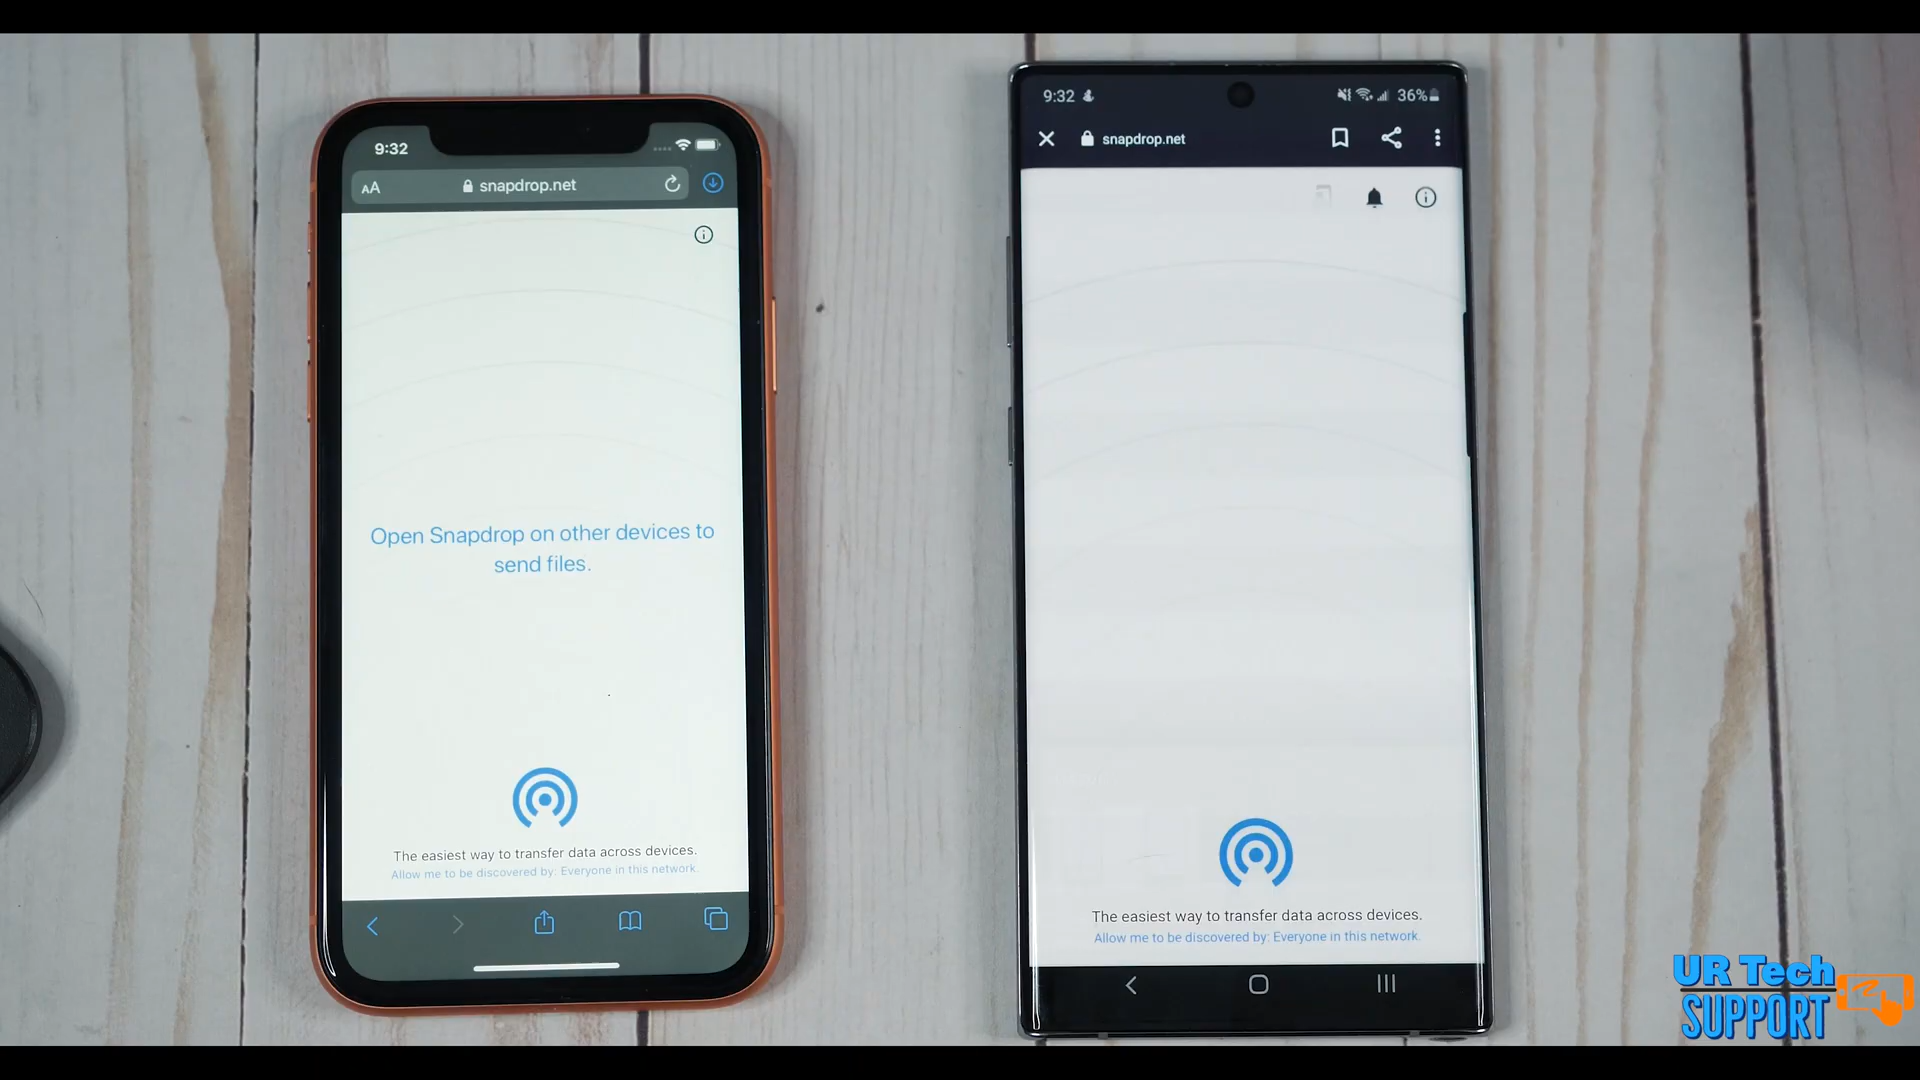 9:32
AA snapdrop.net
Open Snapdrop on other devices to
send files.
The easiest way to transfer data across devices.
Allow me to be discovered by: Everyone in this network.
9:32
36%
snapdrop.net
The easiest way to transfer data across devices.
Allow me to be discovered by: Everyone in this network.
UR Tech
SUPPORT